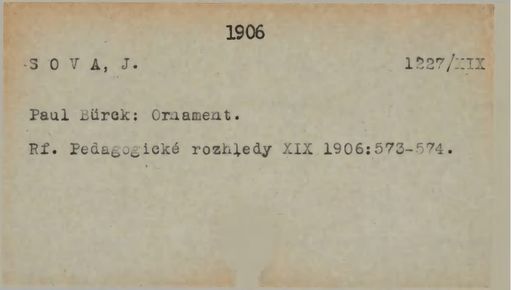 1906
S O V A, J. 1227/XIX
Paul Bürck: Ornament.
Rf. Pedagogické rozhledy XIX 1906:573-574.